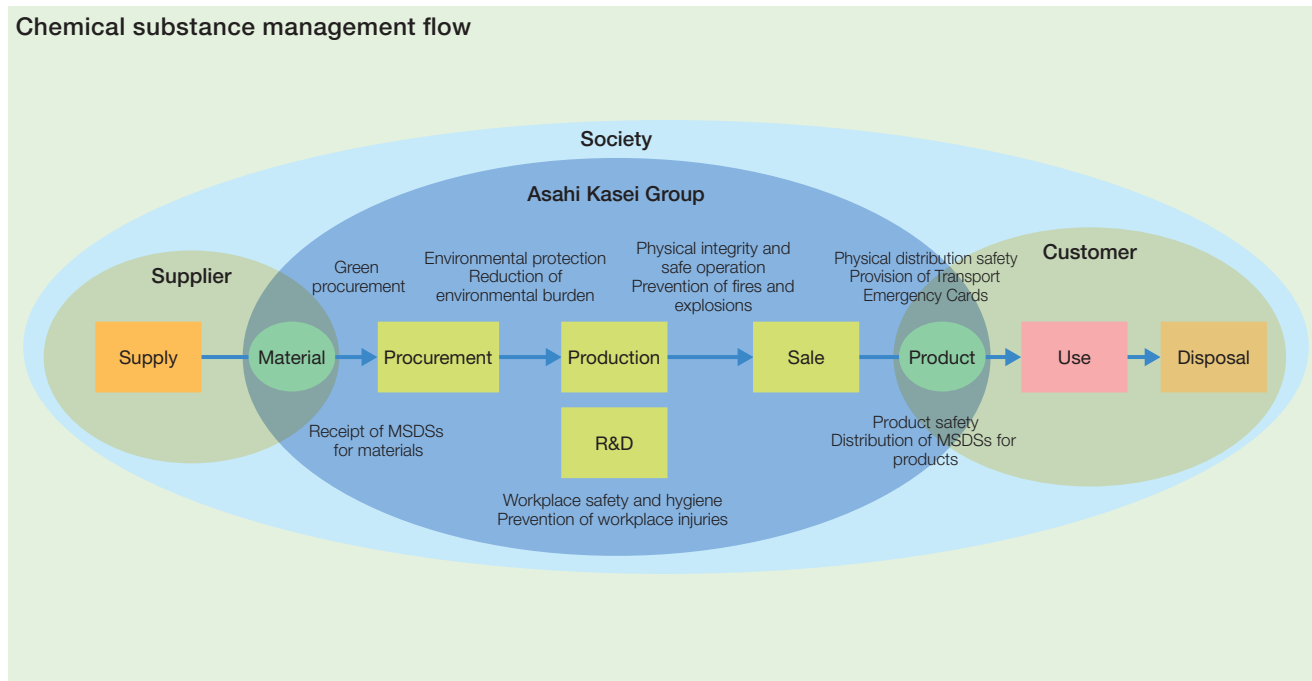 Chemical substance management flow
Society
Asahi Kasei Group
Supplier
Green
procurement
Environmental protection
Reduction of
environmental burden
Physical integrity and
safe operation
Prevention of fires and
explosions
Physical distribution safety
Provision of Transport
Emergency Cards
Customer
Supply
Material
Procurement
Production
Sale
Product
Use
Disposal
Receipt of MSDSs
for materials
R&D
Product safety
Distribution of MSDSs for
products
Workplace safety and hygiene
Prevention of workplace injuries